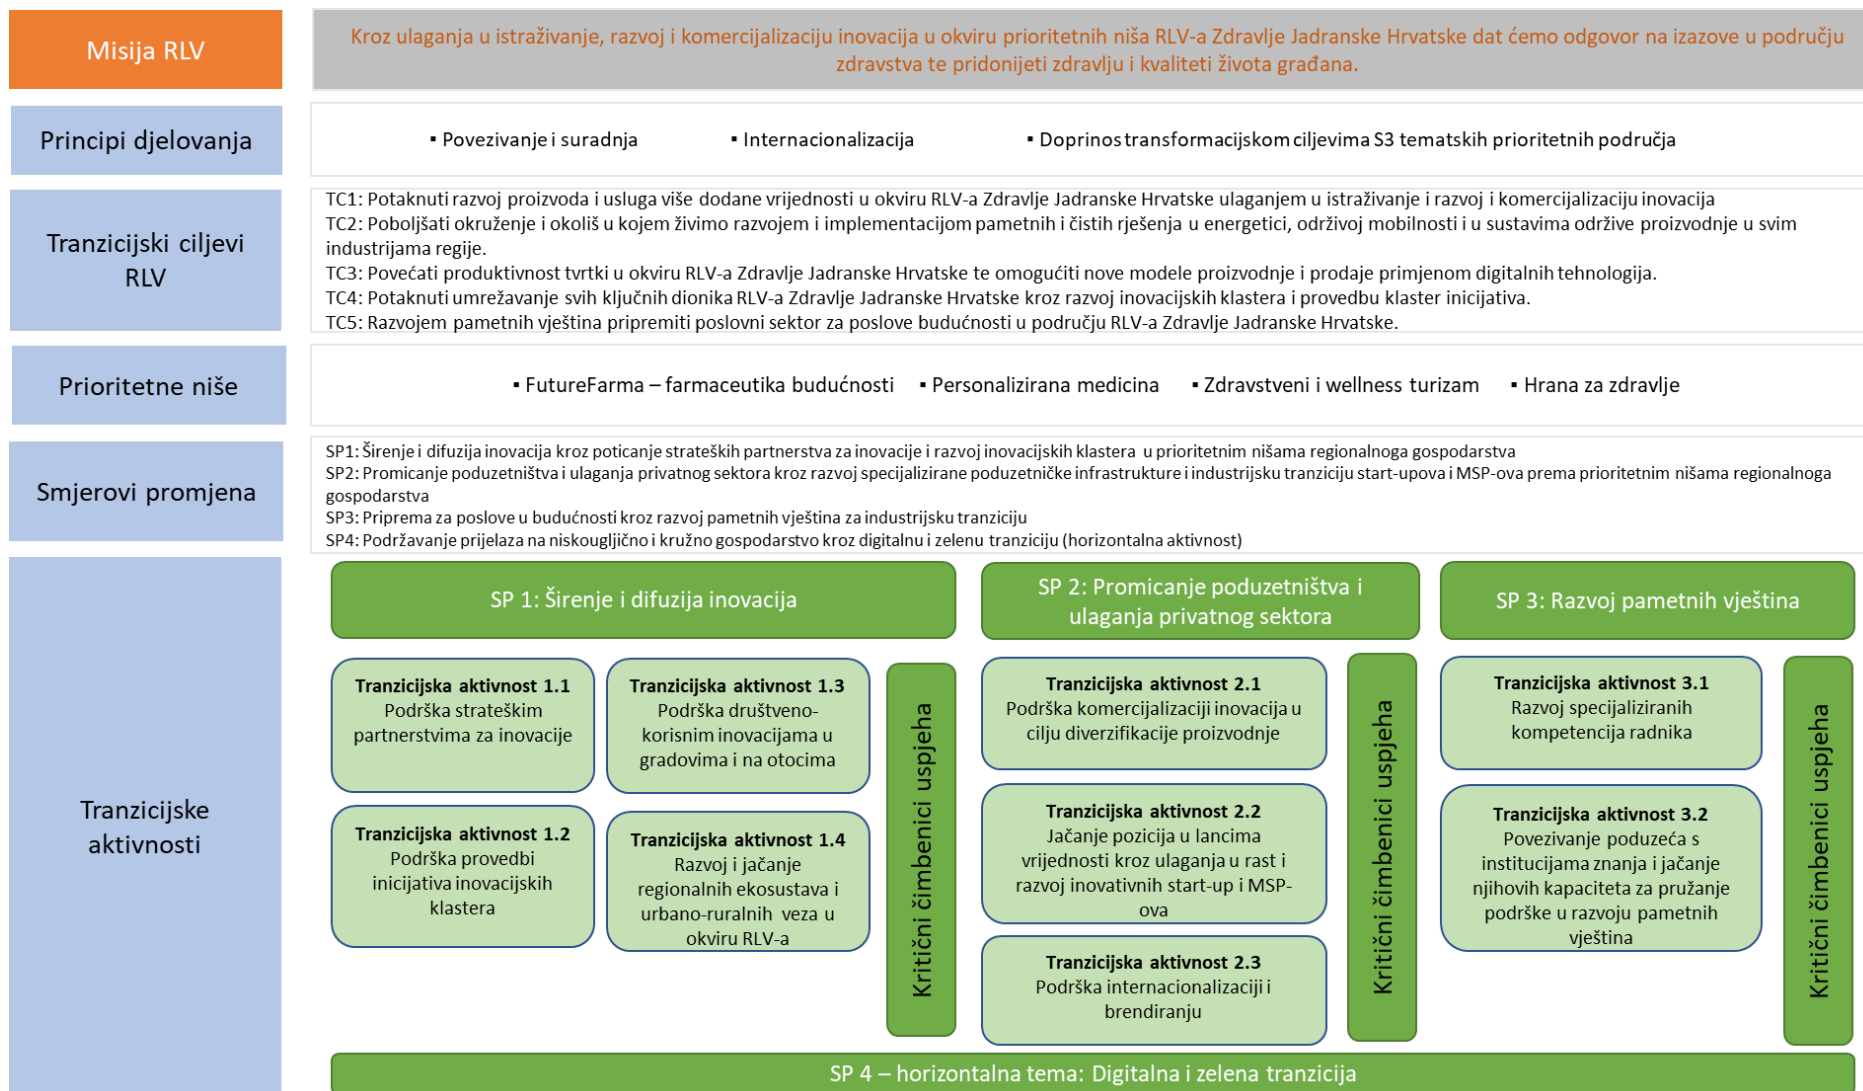 Misija RLV
Kroz ulaganja u istraživanje, razvoj i komercijalizaciju inovacija u okviru prioritetnih niša RLV-a Zdravlje Jadranske Hrvatske dat ćemo odgovor na izazove u području
zdravstva te pridonijeti zdravlju i kvaliteti života građana.
Principi djelovanja
▪ Povezivanje i suradnja
▪ Internacionalizacija
▪ Doprinos transformacijskom ciljevima S3 tematskih prioritetnih područja
Tranzicijski ciljevi
RLV
TC1: Potaknuti razvoj proizvoda i usluga više dodane vrijednosti u okviru RLV-a Zdravlje Jadranske Hrvatske ulaganjem u istraživanje i razvoj i komercijalizaciju inovacija
TC2: Poboljšati okruženje i okoliš u kojem živimo razvojem i implementacijom pametnih i čistih rješenja u energetici, održivoj mobilnosti i u sustavima održive proizvodnje u svim
industrijama regije.
TC3: Povećati produktivnost tvrtki u okviru RLV-a Zdravlje Jadranske Hrvatske te omogućiti nove modele proizvodnje i prodaje primjenom digitalnih tehnologija.
TC4: Potaknuti umrežavanje svih ključnih dionika RLV-a Zdravlje Jadranske Hrvatske kroz razvoj inovacijskih klastera i provedbu klaster inicijativa.
TC5: Razvojem pametnih vještina pripremiti poslovni sektor za poslove budućnosti u području RLV-a Zdravlje Jadranske Hrvatske.
Prioritetne niše
▪ FutureFarma – farmaceutika budućnosti
▪ Personalizirana medicina
▪ Zdravstveni i wellness turizam
▪ Hrana za zdravlje
Smjerovi promjena
SP1: Širenje i difuzija inovacija kroz poticanje strateških partnerstva za inovacije i razvoj inovacijskih klastera u prioritetnim nišama regionalnoga gospodarstva
SP2: Promicanje poduzetništva i ulaganja privatnog sektora kroz razvoj specijalizirane poduzetničke infrastrukture i industrijsku tranziciju start-upova i MSP-ova prema prioritetnim nišama regionalnoga
gospodarstva
SP3: Priprema za poslove u budućnosti kroz razvoj pametnih vještina za industrijsku tranziciju
SP4: Podržavanje prijelaza na niskougljično i kružno gospodarstvo kroz digitalnu i zelenu tranziciju (horizontalna aktivnost)
Tranzicijske
aktivnosti
SP 1: Širenje i difuzija inovacija
Tranzicijska aktivnost 1.1
Podrška strateškim
partnerstvima za inovacije
Tranzicijska aktivnost 1.2
Podrška provedbi
inicijativa inovacijskih
klastera
Tranzicijska aktivnost 1.3
Podrška društveno-
korisnim inovacijama u
gradovima i na otocima
Tranzicijska aktivnost 1.4
Razvoj i jačanje
regionalnih ekosustava i
urbano-ruralnih veza u
okviru RLV-a
Kritični čimbenici uspjeha
SP 2: Promicanje poduzetništva i
ulaganja privatnog sektora
Tranzicijska aktivnost 2.1
Podrška komercijalizaciji inovacija u
cilju diverzifikacije proizvodnje
Tranzicijska aktivnost 2.2
Jačanje pozicija u lancima
vrijednosti kroz ulaganja u rast i
razvoj inovativnih start-up i MSP-
ova
Tranzicijska aktivnost 2.3
Podrška internacionalizaciji i
brendiranju
Kritični čimbenici uspjeha
SP 3: Razvoj pametnih vještina
Tranzicijska aktivnost 3.1
Razvoj specijaliziranih
kompetencija radnika
Tranzicijska aktivnost 3.2
Povezivanje poduzeća s
institucijama znanja i jačanje
njihovih kapaciteta za pružanje
podrške u razvoju pametnih
vještina
Kritični čimbenici uspjeha
SP 4 – horizontalna tema: Digitalna i zelena tranzicija